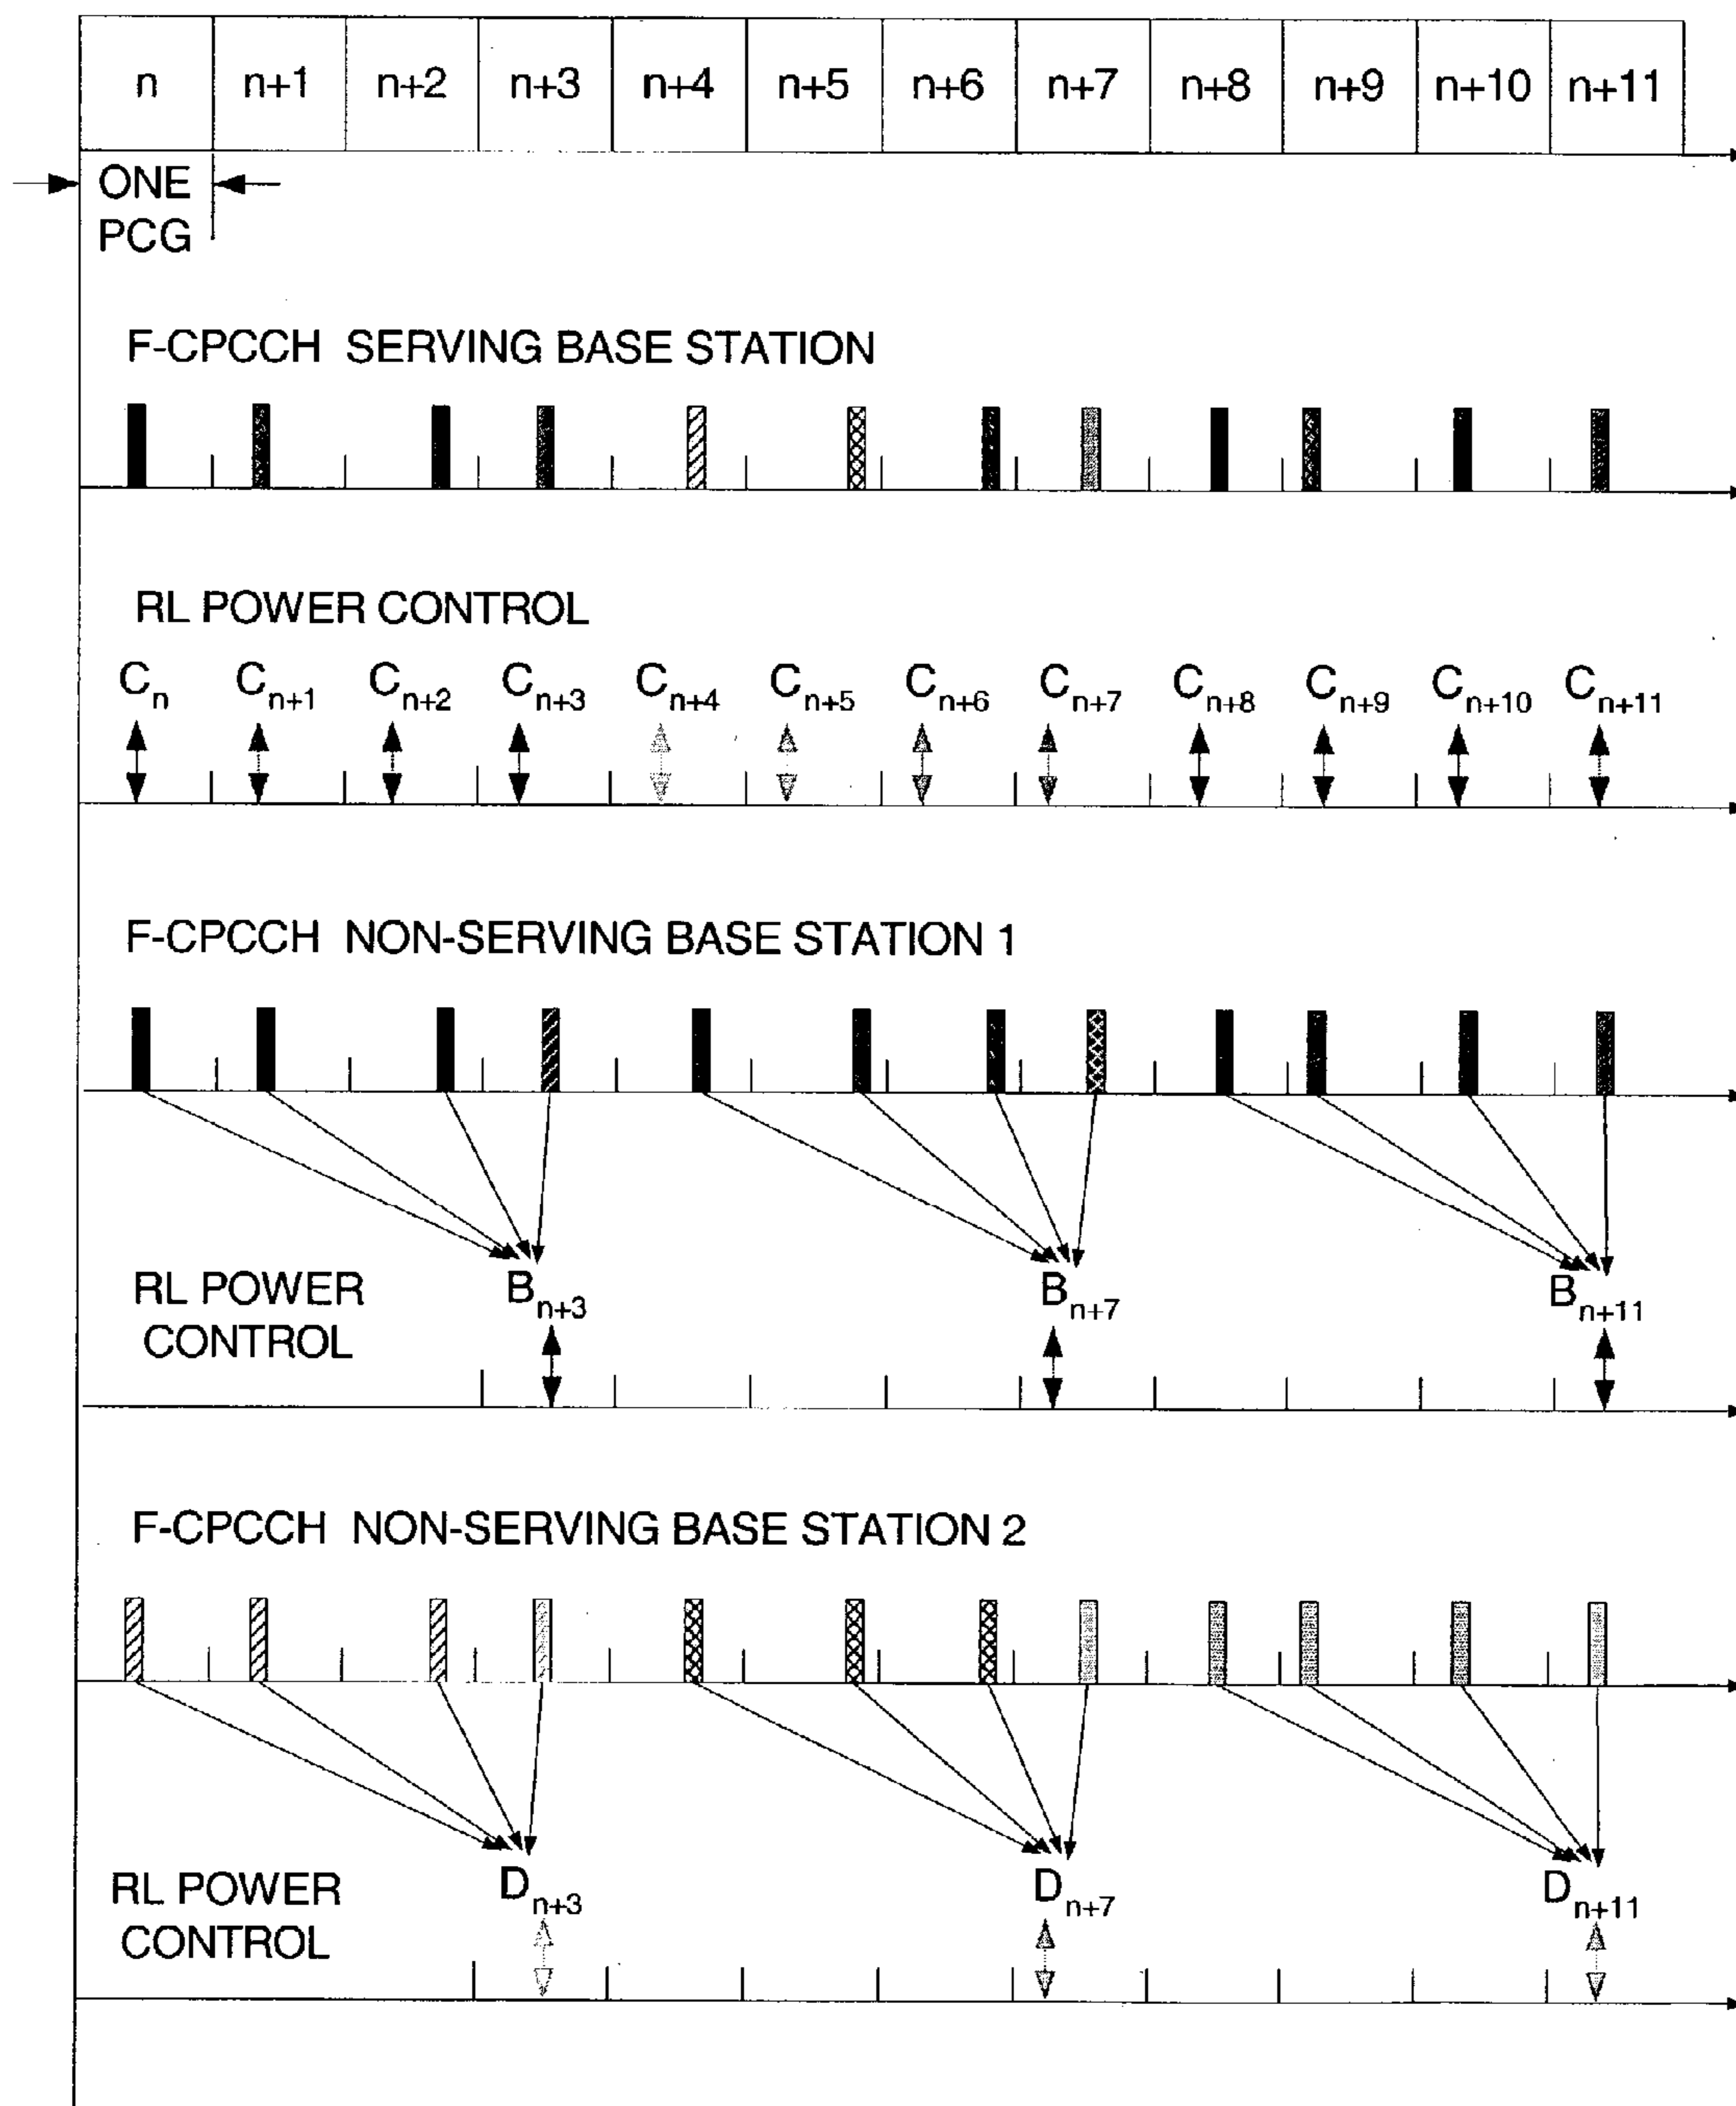 n n+1 n+2 n+3 n+4 n+5 n+6 n+7 n+8 n+9 n+10 n+11
ONE
PCG
F-CPCCH SERVING BASE STATION
RL POWER CONTROL
Cn Cn+1 Cn+2 Cn+3 Cn+4 Cn+5 Cn+6 Cn+7 Cn+8 Cn+9 Cn+10 Cn+11
F-CPCCH NON-SERVING BASE STATION 1
RL POWER
CONTROL
Bn+3 Bn+7 Bn+11
F-CPCCH NON-SERVING BASE STATION 2
RL POWER
CONTROL
Dn+3 Dn+7 Dn+11